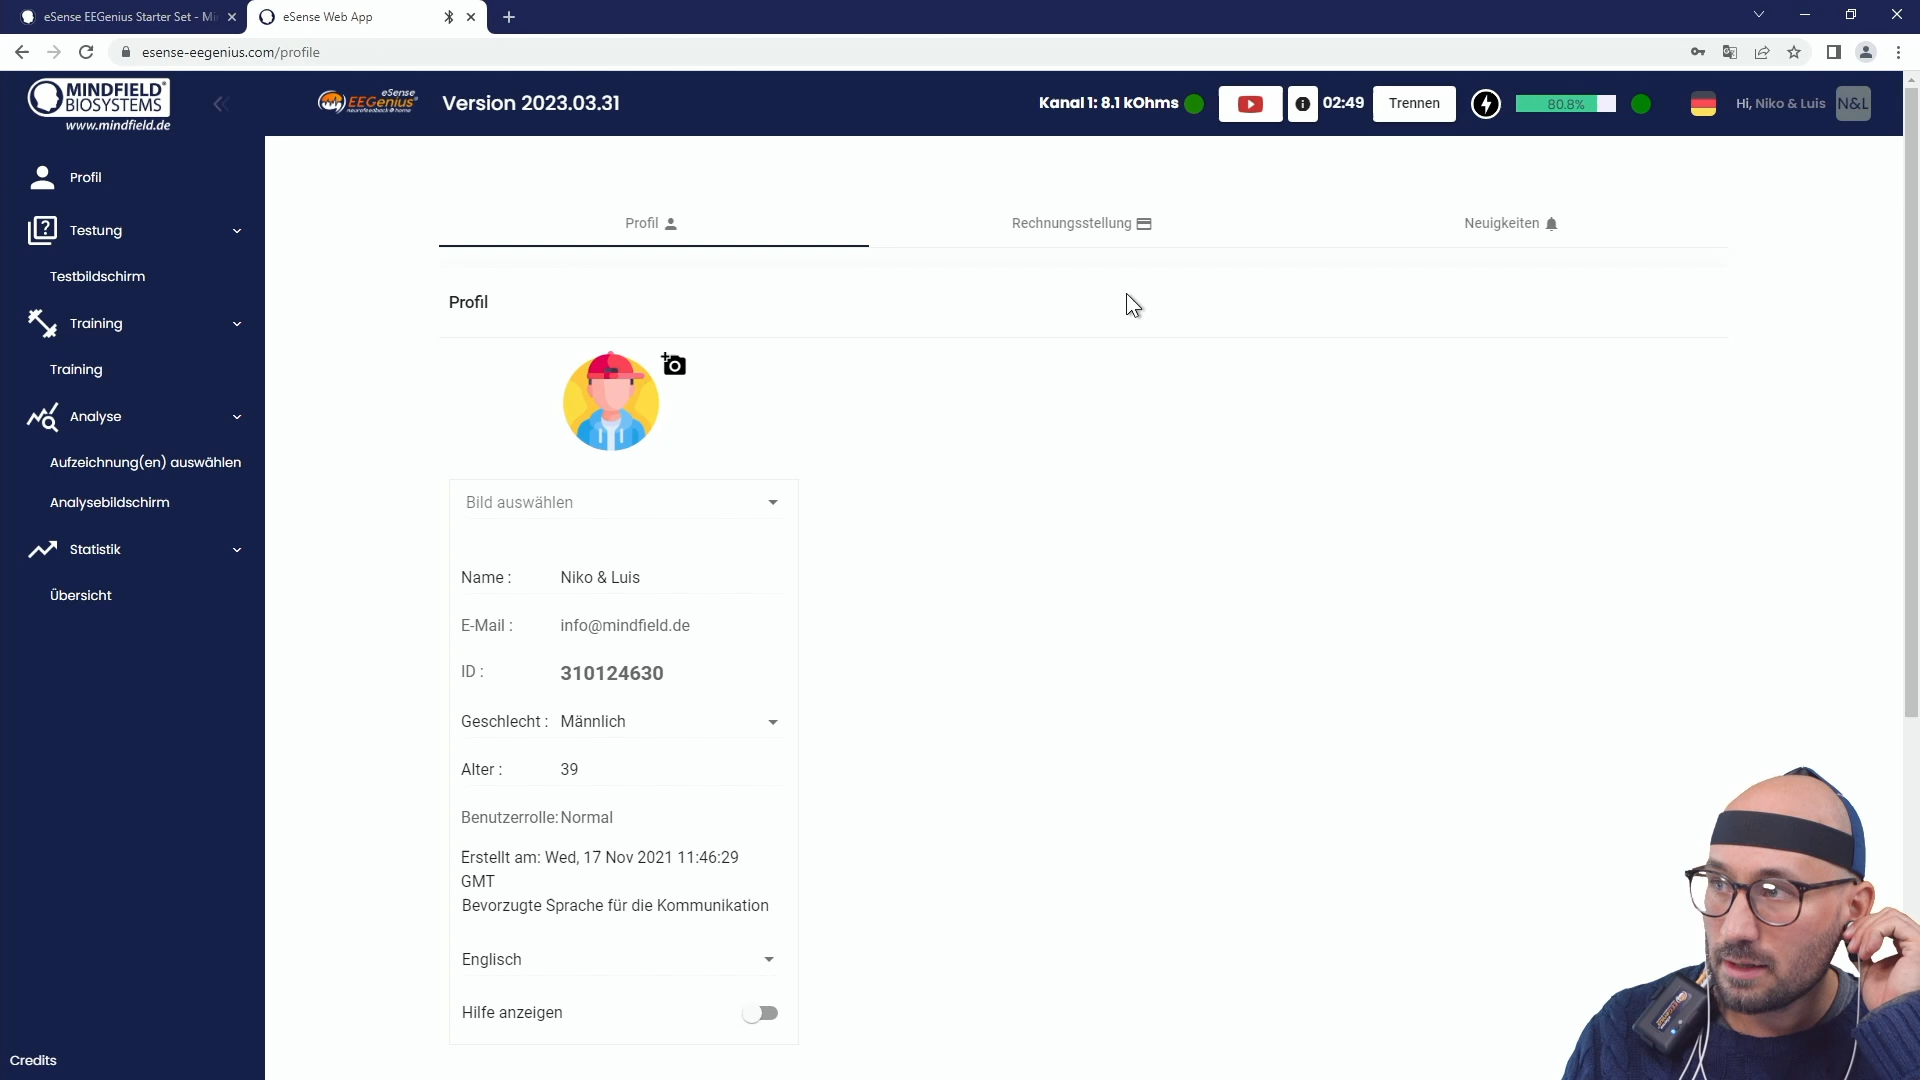 eSense EEGenius Starter Set - Mi
eSense Web App
esense-eegenius.com/profile
MINDFIELD®
BIOSYSTEMS
www.mindfield.de
eSense
EEGenius®
neurofeedback @ home
Version 2023.03.31
Kanal 1: 8.1 kOhms
02:49
Trennen
80.8%
Hi, Niko & Luis
N&L
Profil
Testung
Testbildschirm
Training
Training
Analyse
Aufzeichnung(en) auswählen
Analysebildschirm
Statistik
Übersicht
Credits
Profil
Rechnungsstellung
Neuigkeiten
Profil
Bild auswählen
Name : Niko & Luis
E-Mail : info@mindfield.de
ID : 310124630
Geschlecht : Männlich
Alter : 39
Benutzerrolle: Normal
Erstellt am: Wed, 17 Nov 2021 11:46:29
GMT
Bevorzugte Sprache für die Kommunikation
Englisch
Hilfe anzeigen